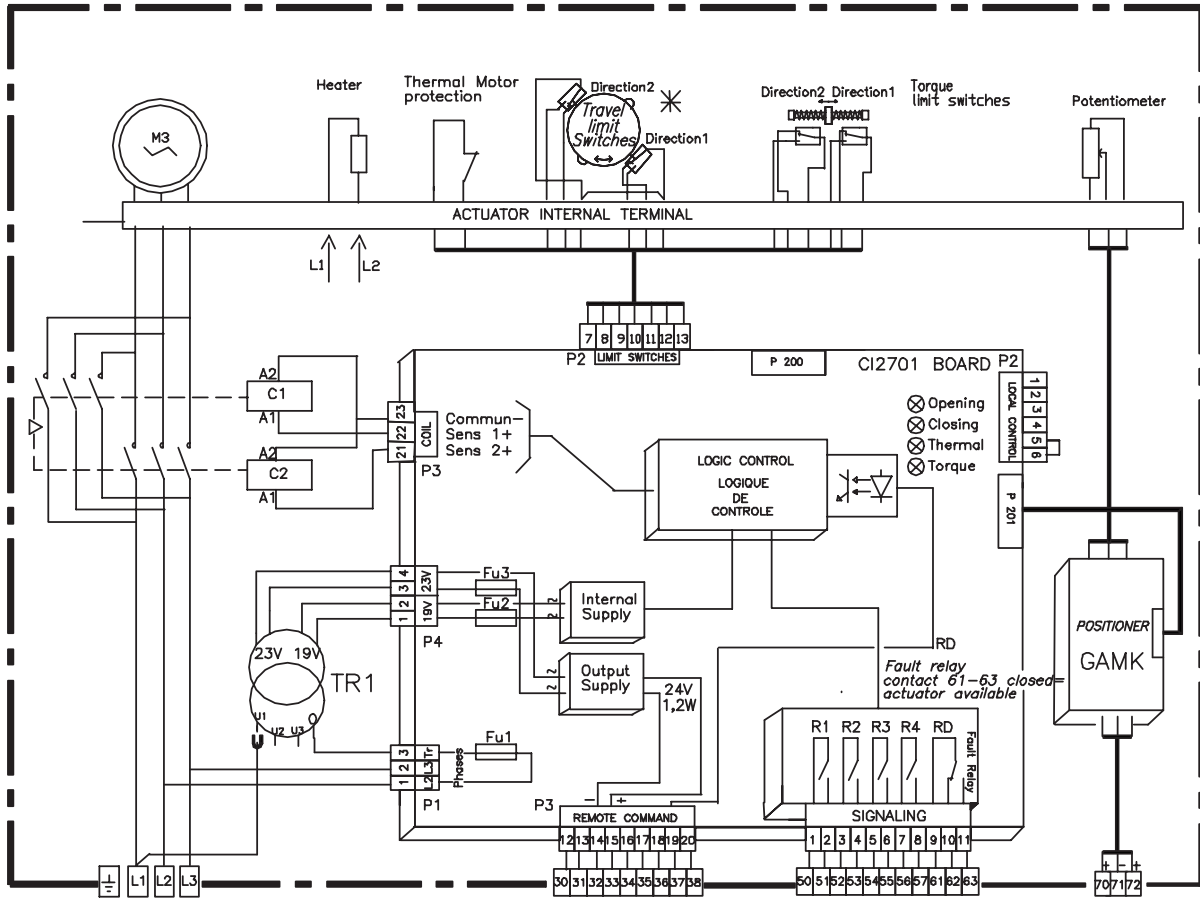 Heater
Thermal Motor
protection
Direction2
Travel
limit
Switches
Direction1
Direction2 Direction1
Torque
limit switches
Potentiometer
M3
ACTUATOR INTERNAL TERMINAL
L1 L2
7 8 9 10 11 12 13
P2 LIMIT SWITCHES
P 200
CI2701 BOARD
P2
LOCAL CONTROL
1
2
3
4
5
6
A2
C1
A1
A2
C2
A1
23
22
21
COIL
P3
Commun-
Sens 1+
Sens 2+
Opening
Closing
Thermal
Torque
LOGIC CONTROL
LOGIQUE
DE
CONTROLE
P 201
4
3
2
1
23V
19V
P4
Fu3
Fu2
Internal
Supply
Output
Supply
24V
1,2W
RD
Fault relay
contact 61-63 closed=
actuator available
POSITIONER
GAMK
23V 19V
TR1
U1
U2 U3
0
3
2
1
Tr
L3
L2
Phases
P1
Fu1
R1 R2 R3 R4 RD
Fault Relay
- +
P3
REMOTE COMMAND
SIGNALING
12 13 14 15 16 17 18 19 20
1 2 3 4 5 6 7 8 9 10 11
+ - +
L1 L2 L3
30 31 32 33 34 35 36 37 38
50 51 52 53 54 55 56 57 61 62 63
70 71 72